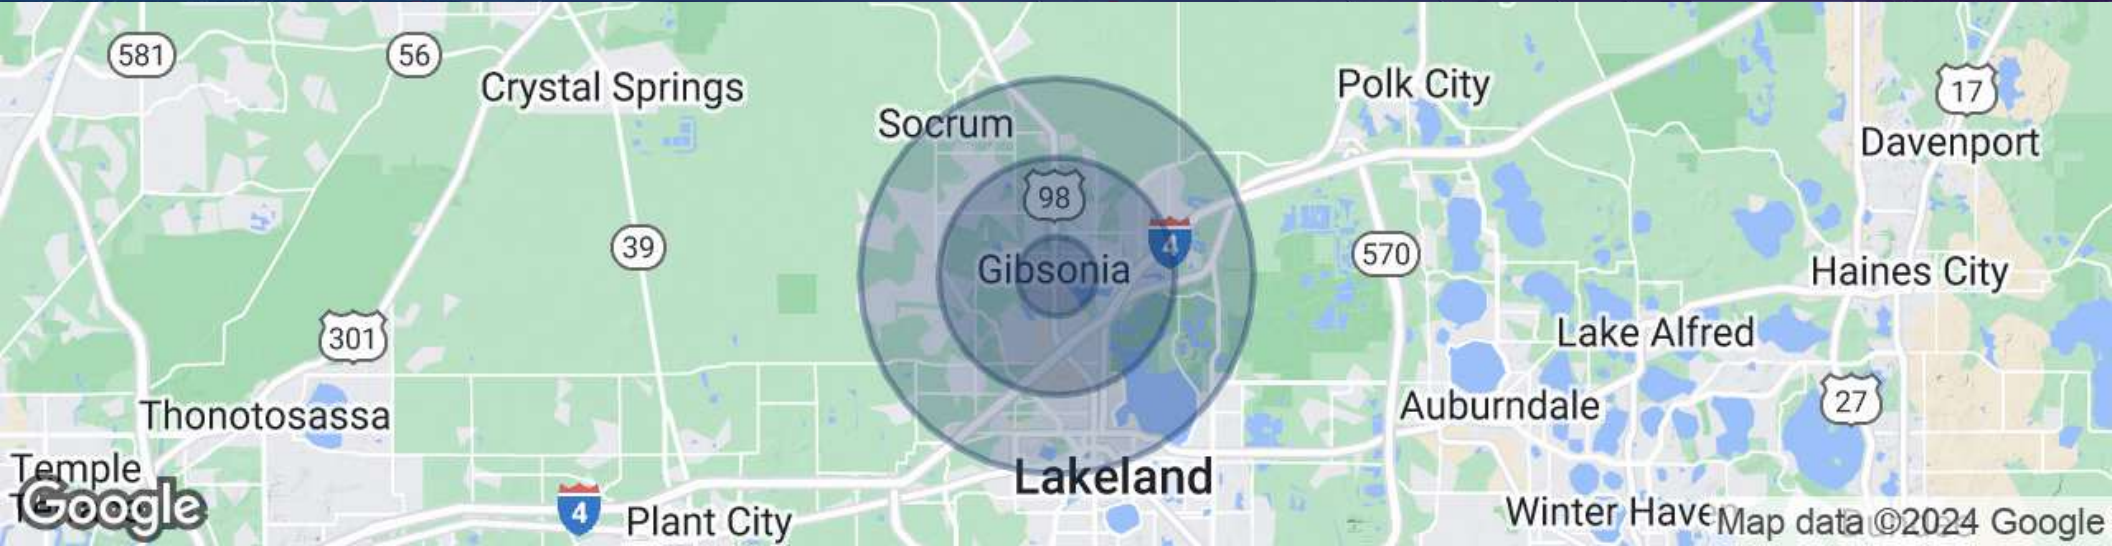 581
56
Crystal Springs
Polk City
17
Socrum
Davenport
98
39
4
570
Gibsonia
Haines City
301
Lake Alfred
Thonotosassa
Auburndale
27
Temple
Google
Lakeland
4
Plant City
Winter Have
Map data ©2024 Google